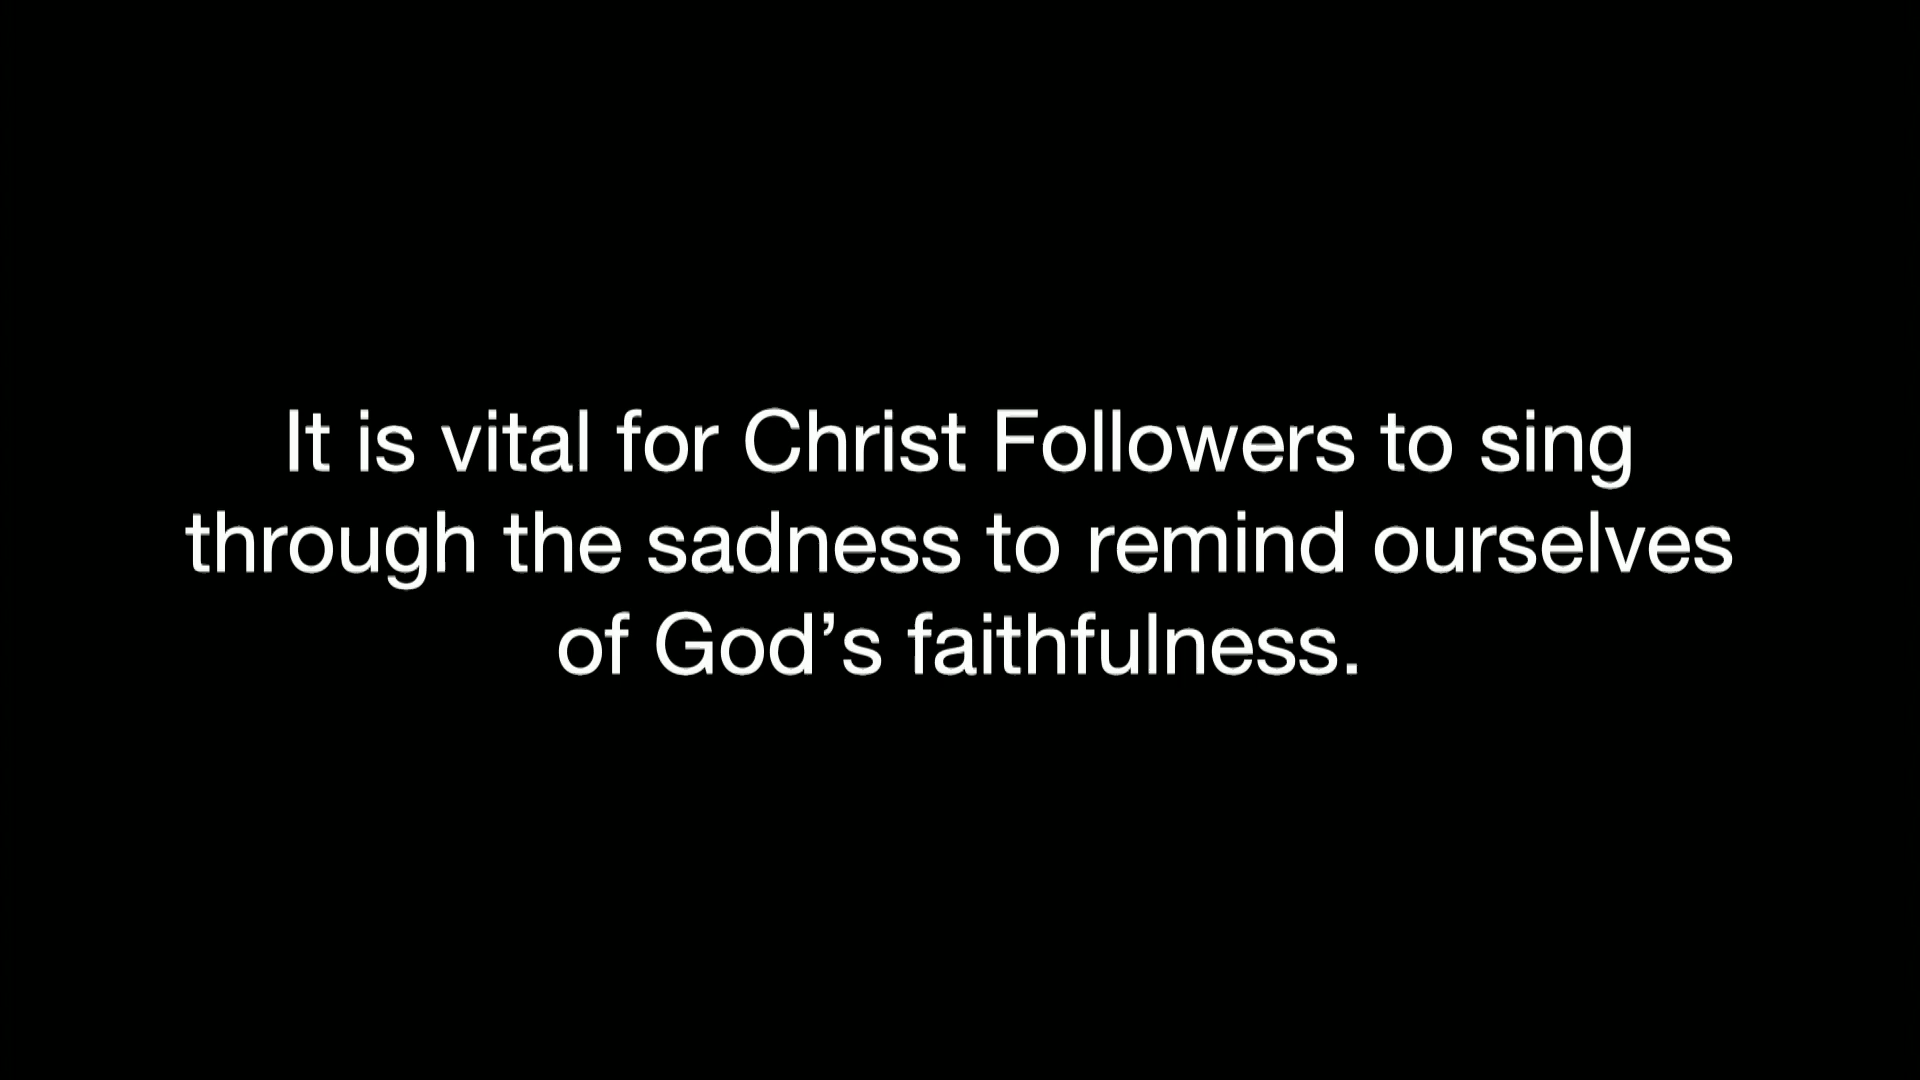 It is vital for Christ Followers to sing
through the sadness to remind ourselves
of God’s faithfulness.